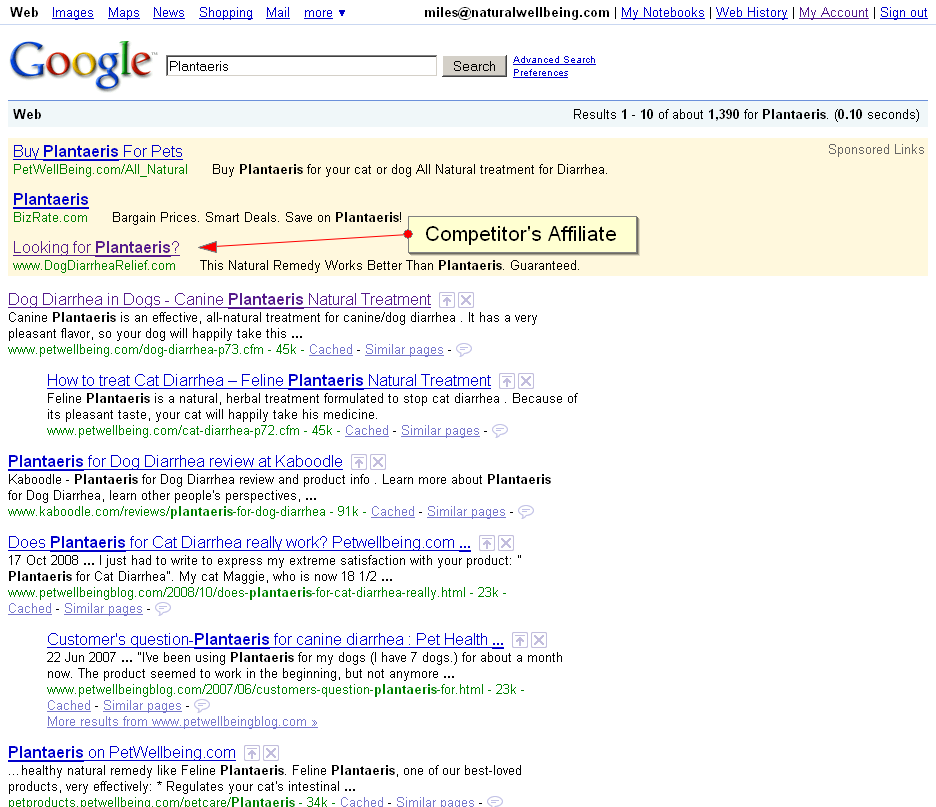 Web Images Maps News Shopping Mail more ▼ miles@naturalwellbeing.com | My Notebooks | Web History | My Account | Sign out
Google™ Plantaeris Search Advanced Search
Preferences
Web Results 1 - 10 of about 1,390 for Plantaeris. (0.10 seconds)
Buy Plantaeris For Pets Sponsored Links
PetWellBeing.com/All_Natural Buy Plantaeris for your cat or dog All Natural treatment for Diarrhea.
Plantaeris
BizRate.com Bargain Prices. Smart Deals. Save on Plantaeris!
Competitor's Affiliate
Looking for Plantaeris?
www.DogDiarrheaRelief.com This Natural Remedy Works Better Than Plantaeris. Guaranteed.
Dog Diarrhea in Dogs - Canine Plantaeris Natural Treatment
Canine Plantaeris is an effective, all-natural treatment for canine/dog diarrhea . It has a very
pleasant flavor, so your dog will happily take this ...
www.petwellbeing.com/dog-diarrhea-p73.cfm - 45k - Cached - Similar pages -
How to treat Cat Diarrhea – Feline Plantaeris Natural Treatment
Feline Plantaeris is a natural, herbal treatment formulated to stop cat diarrhea . Because of
its pleasant taste, your cat will happily take his medicine.
www.petwellbeing.com/cat-diarrhea-p72.cfm - 45k - Cached - Similar pages -
Plantaeris for Dog Diarrhea review at Kaboodle
Kaboodle - Plantaeris for Dog Diarrhea review and product info . Learn more about Plantaeris
for Dog Diarrhea, learn other people's perspectives, ...
www.kaboodle.com/reviews/plantaeris-for-dog-diarrhea - 91k - Cached - Similar pages -
Does Plantaeris for Cat Diarrhea really work? Petwellbeing.com ...
17 Oct 2008 ... I just had to write to express my extreme satisfaction with your product: "
Plantaeris for Cat Diarrhea". My cat Maggie, who is now 18 1/2 ...
www.petwellbeingblog.com/2008/10/does-plantaeris-for-cat-diarrhea-really.html - 23k -
Cached - Similar pages -
Customer's question-Plantaeris for canine diarrhea : Pet Health ...
22 Jun 2007 ... "I've been using Plantaeris for my dogs (I have 7 dogs.) for about a month
now. The product seemed to work in the beginning, but not anymore ...
www.petwellbeingblog.com/2007/06/customers-question-plantaeris-for.html - 23k -
Cached - Similar pages -
More results from www.petwellbeingblog.com »
Plantaeris on PetWellbeing.com
... healthy natural remedy like Feline Plantaeris. Feline Plantaeris, one of our best-loved
products, very effectively: * Regulates your cat's intestinal ...
petproducts.petwellbeing.com/petcare/Plantaeris - 34k - Cached - Similar pages -